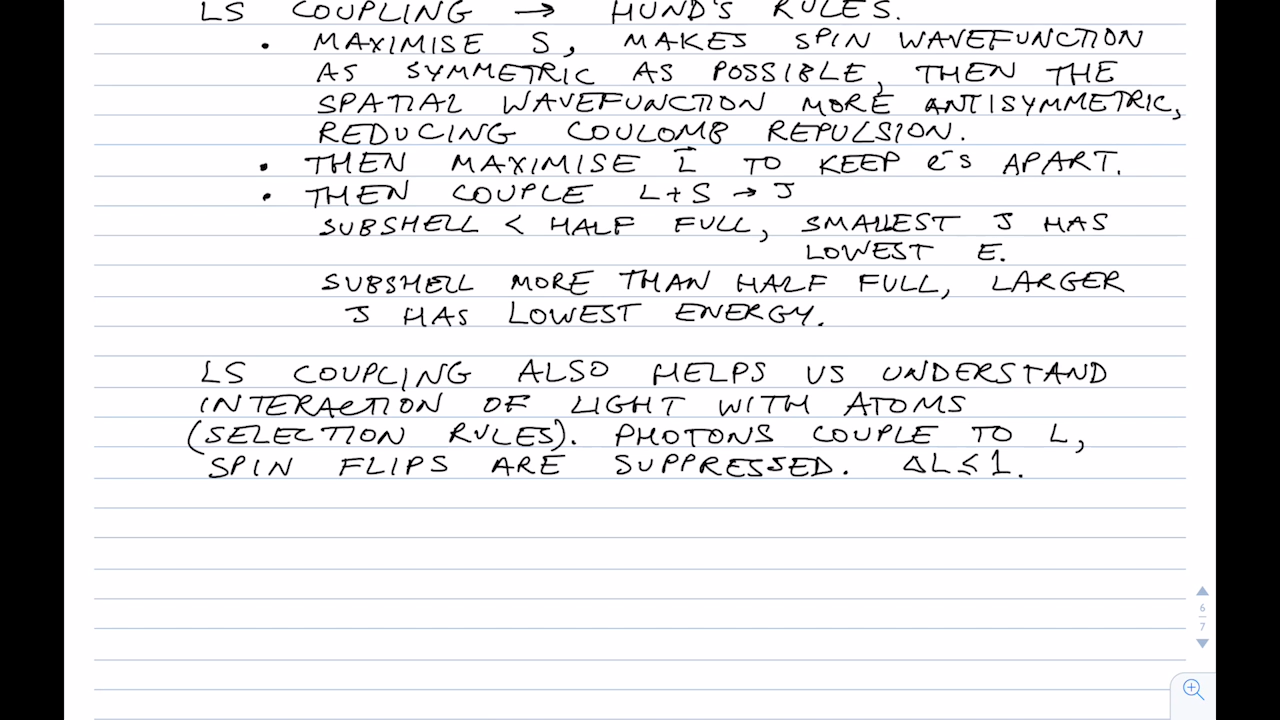 LS COUPLING → HUND'S RULES.
• MAXIMISE S, MAKES SPIN WAVEFUNCTION
AS SYMMETRIC AS POSSIBLE, THEN THE
SPATIAL WAVEFUNCTION MORE ANTISYMMETRIC,
REDUCING COULOMB REPULSION.
• THEN MAXIMISE L⃗ TO KEEP e⁻s APART.
• THEN COUPLE L+S → J
SUBSHELL < HALF FULL, SMALLEST J HAS
LOWEST E.
SUBSHELL MORE THAN HALF FULL, LARGER
J HAS LOWEST ENERGY.
LS COUPLING ALSO HELPS US UNDERSTAND
INTERACTION OF LIGHT WITH ATOMS
(SELECTION RULES). PHOTONS COUPLE TO L,
SPIN FLIPS ARE SUPPRESSED. ΔL≤1.
6
7